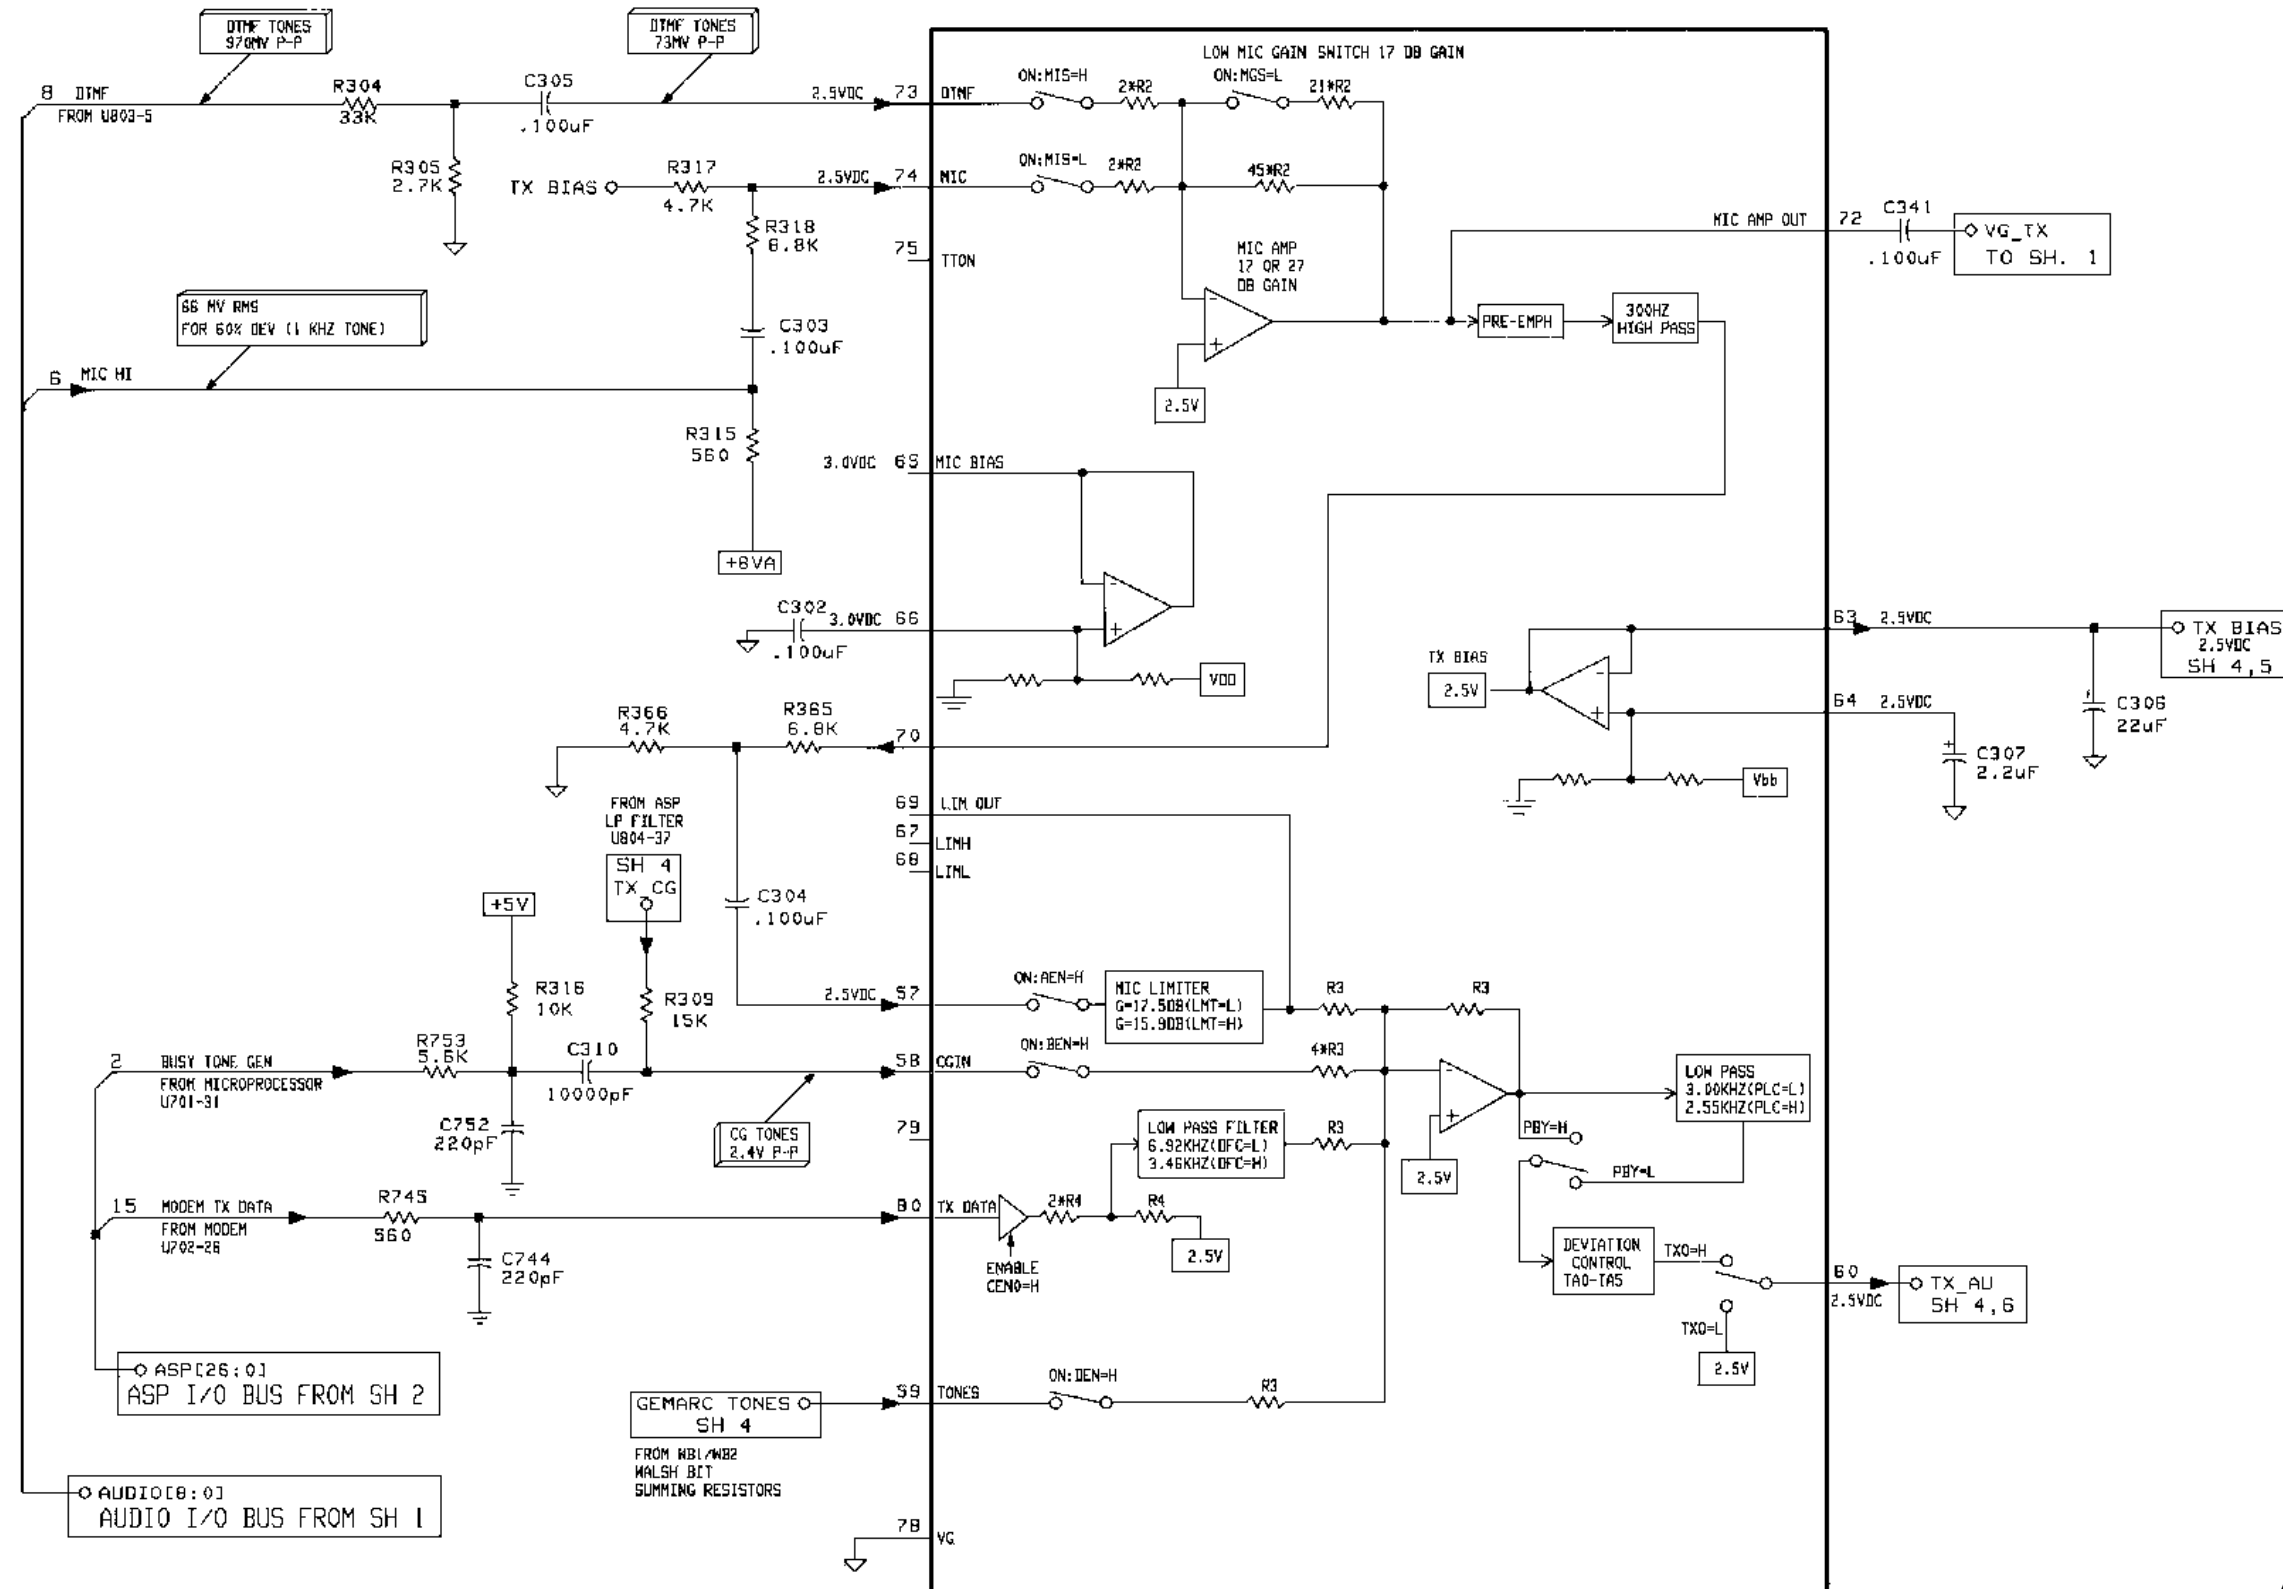 DTMF TONES
970MV P-P
DTMF TONES
73MV P-P
LOW MIC GAIN SWITCH 17 DB GAIN
8 DTMF
FROM U803-5
R304
33K
C305
.100uF
2.5VDC 73 DTMF
ON:MIS=H
2*R2
ON:MGS=L
21*R2
R305
2.7K
TX BIAS
R317
4.7K
2.5VDC 74 MIC
ON:MIS=L
2*R2
45*R2
R318
6.8K
75 TTON
MIC AMP
17 OR 27
DB GAIN
MIC AMP OUT 72
C341
.100uF
VG_TX
TO SH. 1
66 MV RMS
FOR 60% DEV (1 KHZ TONE)
C303
.100uF
PRE-EMPH
300HZ
HIGH PASS
6 MIC HI
2.5V
R315
560
3.0VDC 65 MIC BIAS
+8VA
C302
.100uF
3.0VDC 66
VDD
63 2.5VDC
TX BIAS
2.5VDC
SH 4,5
TX BIAS
2.5V
64 2.5VDC
C306
22uF
C307
2.2uF
Vbb
R366
4.7K
R365
6.8K
70
FROM ASP
LP FILTER
U804-37
SH 4
TX_CG
69 LIM OUT
67 LIMH
68 LIML
+5V
C304
.100uF
R316
10K
R309
15K
2.5VDC 57
ON:AEN=H
MIC LIMITER
G=17.5DB(LMT=L)
G=15.9DB(LMT=H)
R3
R3
2 BUSY TONE GEN
FROM MICROPROCESSOR
U701-31
R753
5.6K
C310
10000pF
58 CGIN
ON:BEN=H
4*R3
LOW PASS
3.00KHZ(PLC=L)
2.55KHZ(PLC=H)
C752
220pF
CG TONES
2.4V P-P
79
LOW PASS FILTER
6.92KHZ(DFC=L)
3.46KHZ(DFC=H)
R3
2.5V
PBY=H
PBY=L
15 MODEM TX DATA
FROM MODEM
U702-26
R745
560
C744
220pF
80 TX DATA
2*R4
R4
2.5V
ENABLE
CEN0=H
DEVIATION
CONTROL
TA0-TA5
TXO=H
TXO=L
2.5V
60
2.5VDC
TX_AU
SH 4,6
ASP[26:0]
ASP I/O BUS FROM SH 2
GEMARC TONES
SH 4
59 TONES
ON:DEN=H
R3
FROM WB1/WB2
WALSH BIT
SUMMING RESISTORS
AUDIO[8:0]
AUDIO I/O BUS FROM SH 1
78 VG